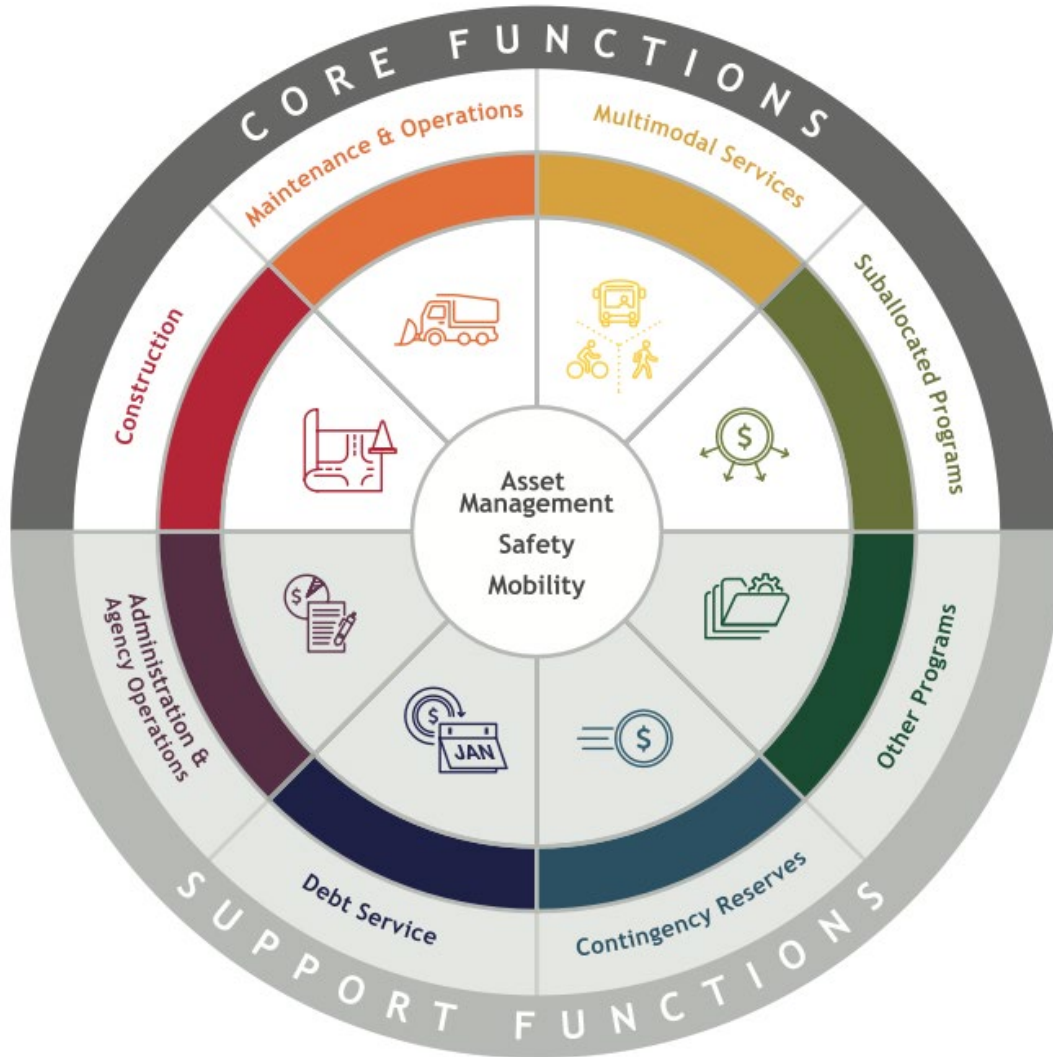 CORE FUNCTIONS
Maintenance & Operations
Multimodal Services
Construction
Suballocated Programs
$
Asset
Management
Safety
Mobility
$
Administration &
Agency Operations
Other Programs
$
JAN
$
Debt Service
Contingency Reserves
SUPPORT FUNCTIONS